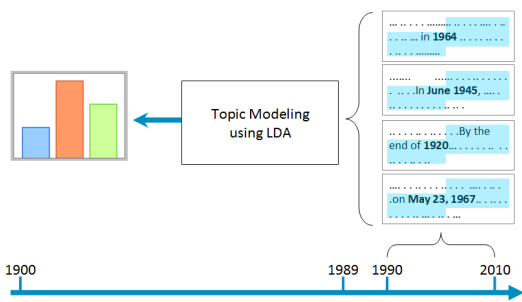 in 1964
Topic Modeling
using LDA
.In June 1945,
.By the
end of 1920
.on May 23, 1967
1900
1989
1990
2010